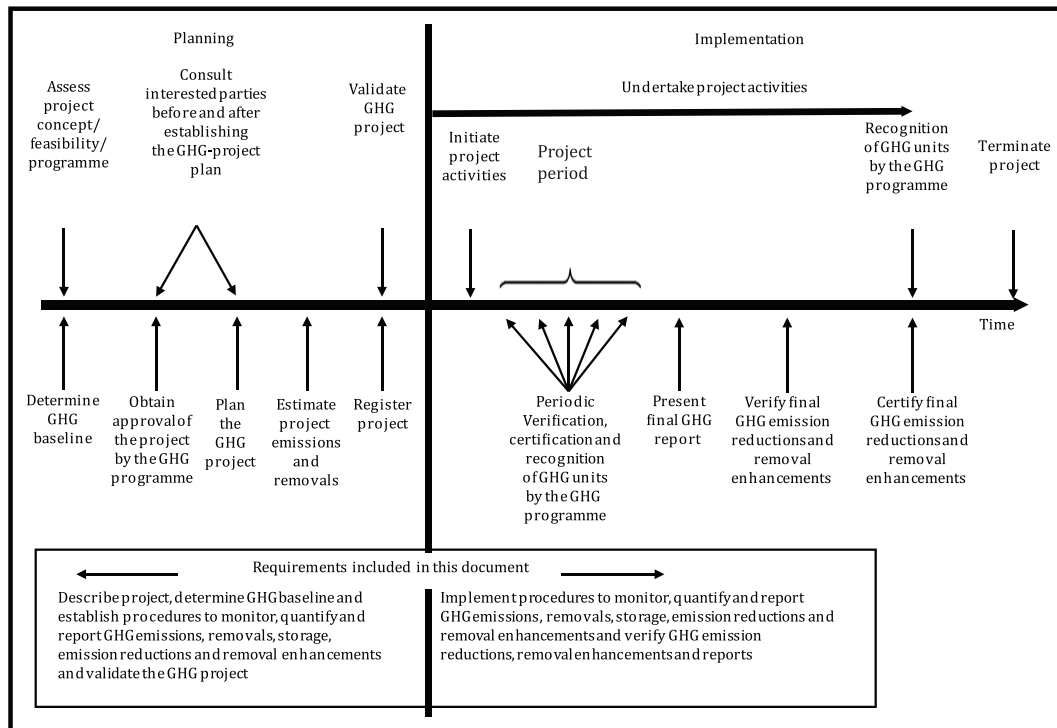 Planning
Implementation
Assess
project
concept/
feasibility/
programme
Consult
interested parties
before and after
establishing
the GHG-project
plan
Validate
GHG
project
Undertake project activities
Initiate
project
activities
Project
period
Recognition
of GHG units
by the GHG
programme
Terminate
project
Time
Determine
GHG
baseline
Obtain
approval of
the project
by the GHG
programme
Plan
the
GHG
project
Estimate
project
emissions
and
removals
Register
project
Periodic
Verification,
certification and
recognition
of GHG units
by the GHG
programme
Present
final GHG
report
Verify final
GHG emission
reductions and
removal
enhancements
Certify final
GHG emission
reductions and
removal
enhancements
Requirements included in this document
Describe project, determine GHG baseline and
establish procedures to monitor, quantify and
report GHG emissions, removals, storage,
emission reductions and removal enhancements
and validate the GHG project
Implement procedures to monitor, quantify and report
GHG emissions, removals, storage, emission reductions and
removal enhancements and verify GHG emission
reductions, removal enhancements and reports